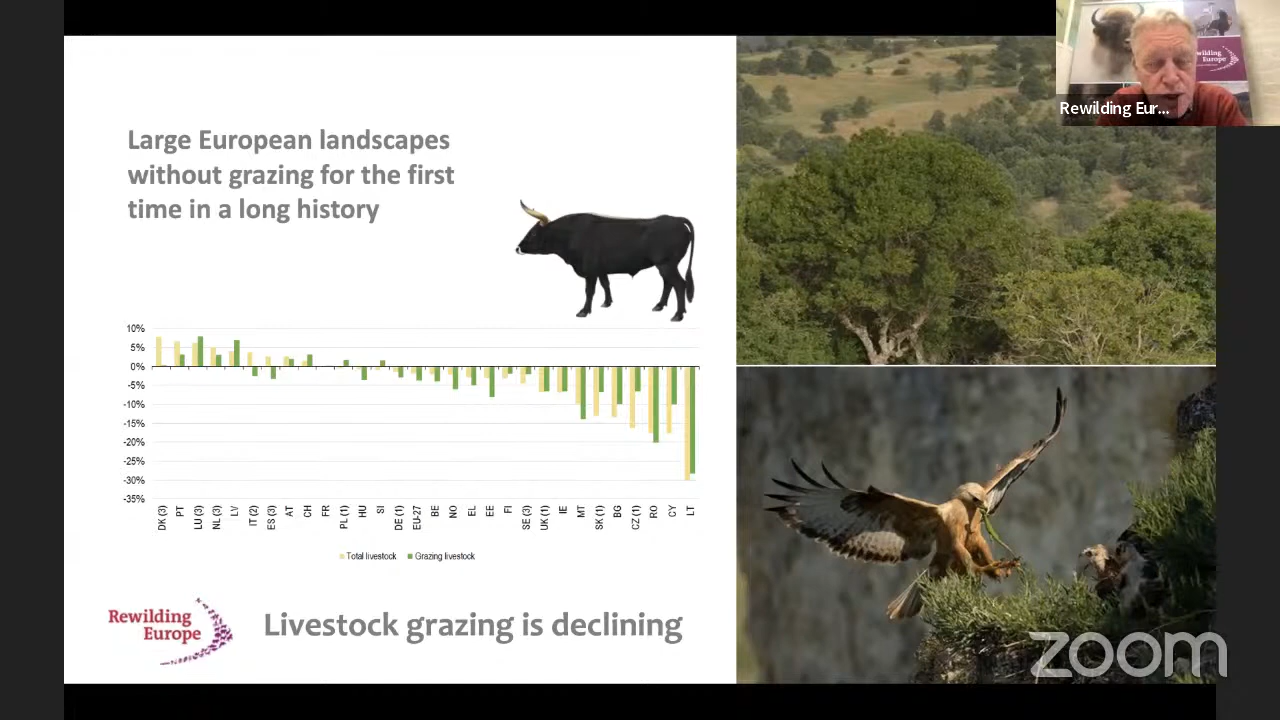 Rewilding
Europe
Rewilding Eur...
Large European landscapes
without grazing for the first
time in a long history
10%
5%
0%
-5%
-10%
-15%
-20%
-25%
-30%
-35%
DK (3)
PT
LU (3)
NL (3)
LV
IT (2)
ES (3)
AT
CH
FR
PL (1)
HU
SI
DE (1)
EU-27
BE
NO
EL
EE
FI
SE (3)
UK (1)
IE
MT
SK (1)
BG
CZ (1)
RO
CY
LT
Total livestock Grazing livestock
Rewilding
Europe
Livestock grazing is declining
zoom